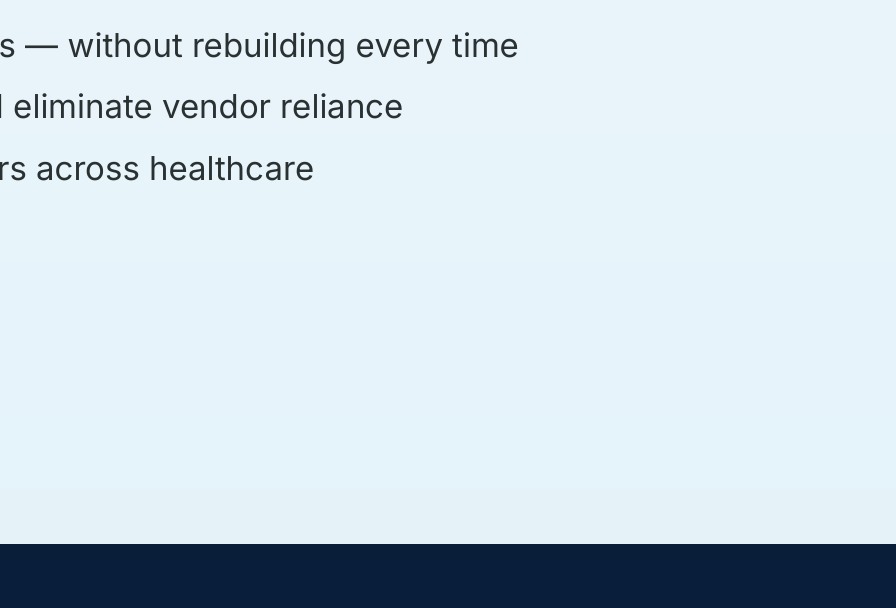 s — without rebuilding every time
eliminate vendor reliance
rs across healthcare